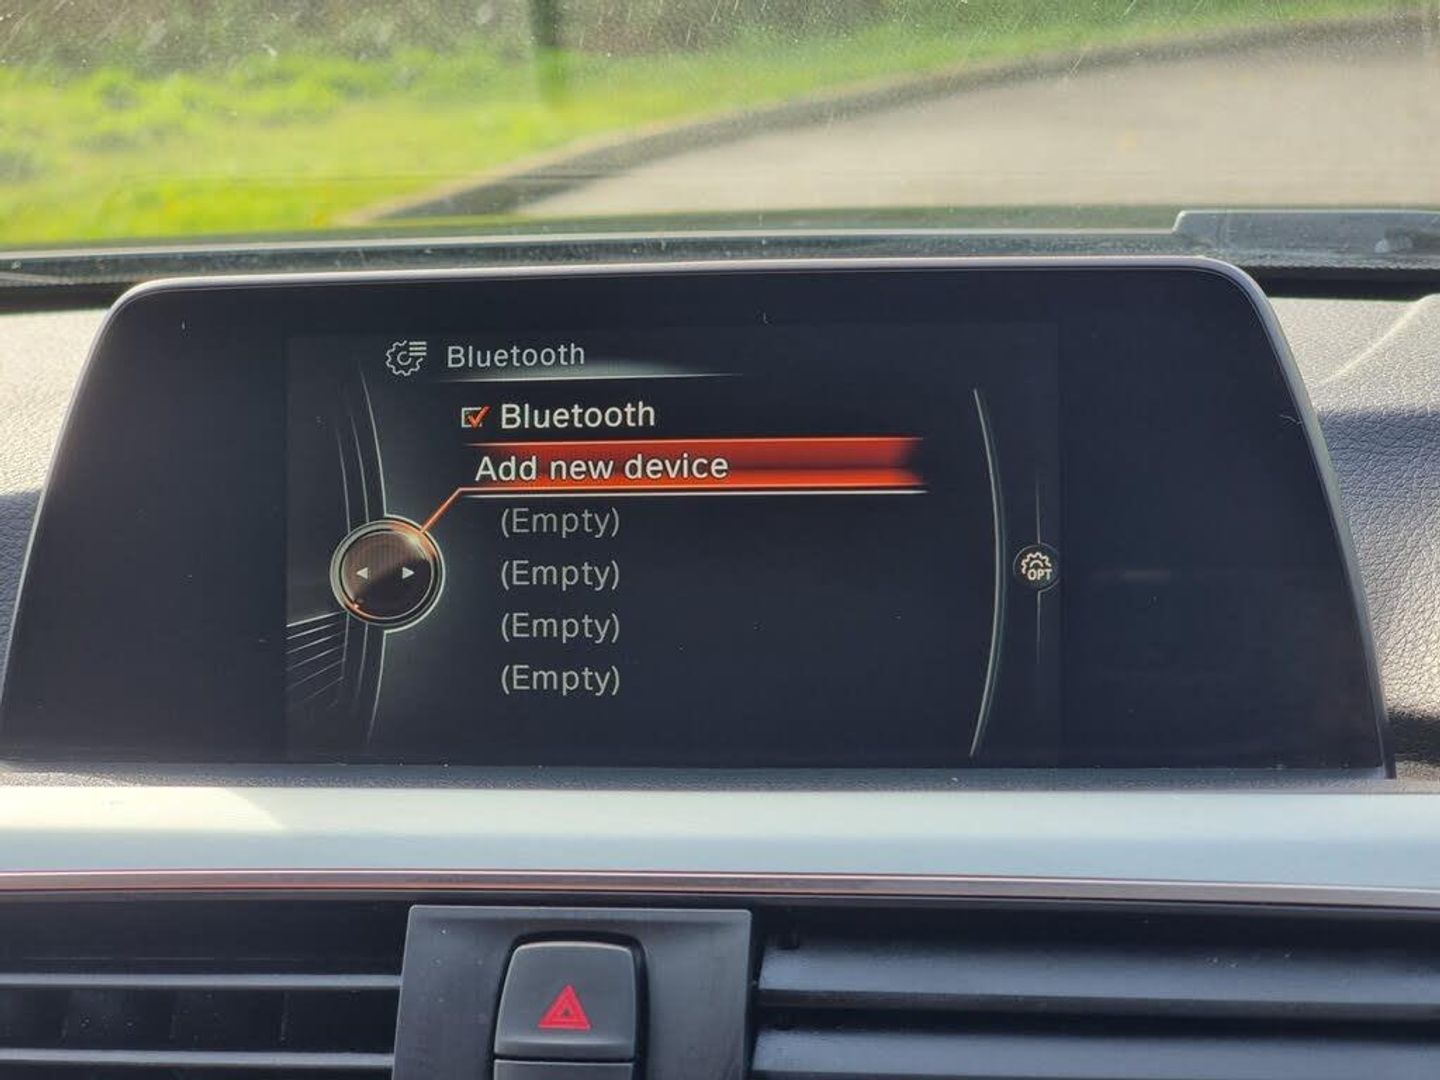 Bluetooth
Bluetooth
Add new device
(Empty)
(Empty)
OPT
(Empty)
(Empty)